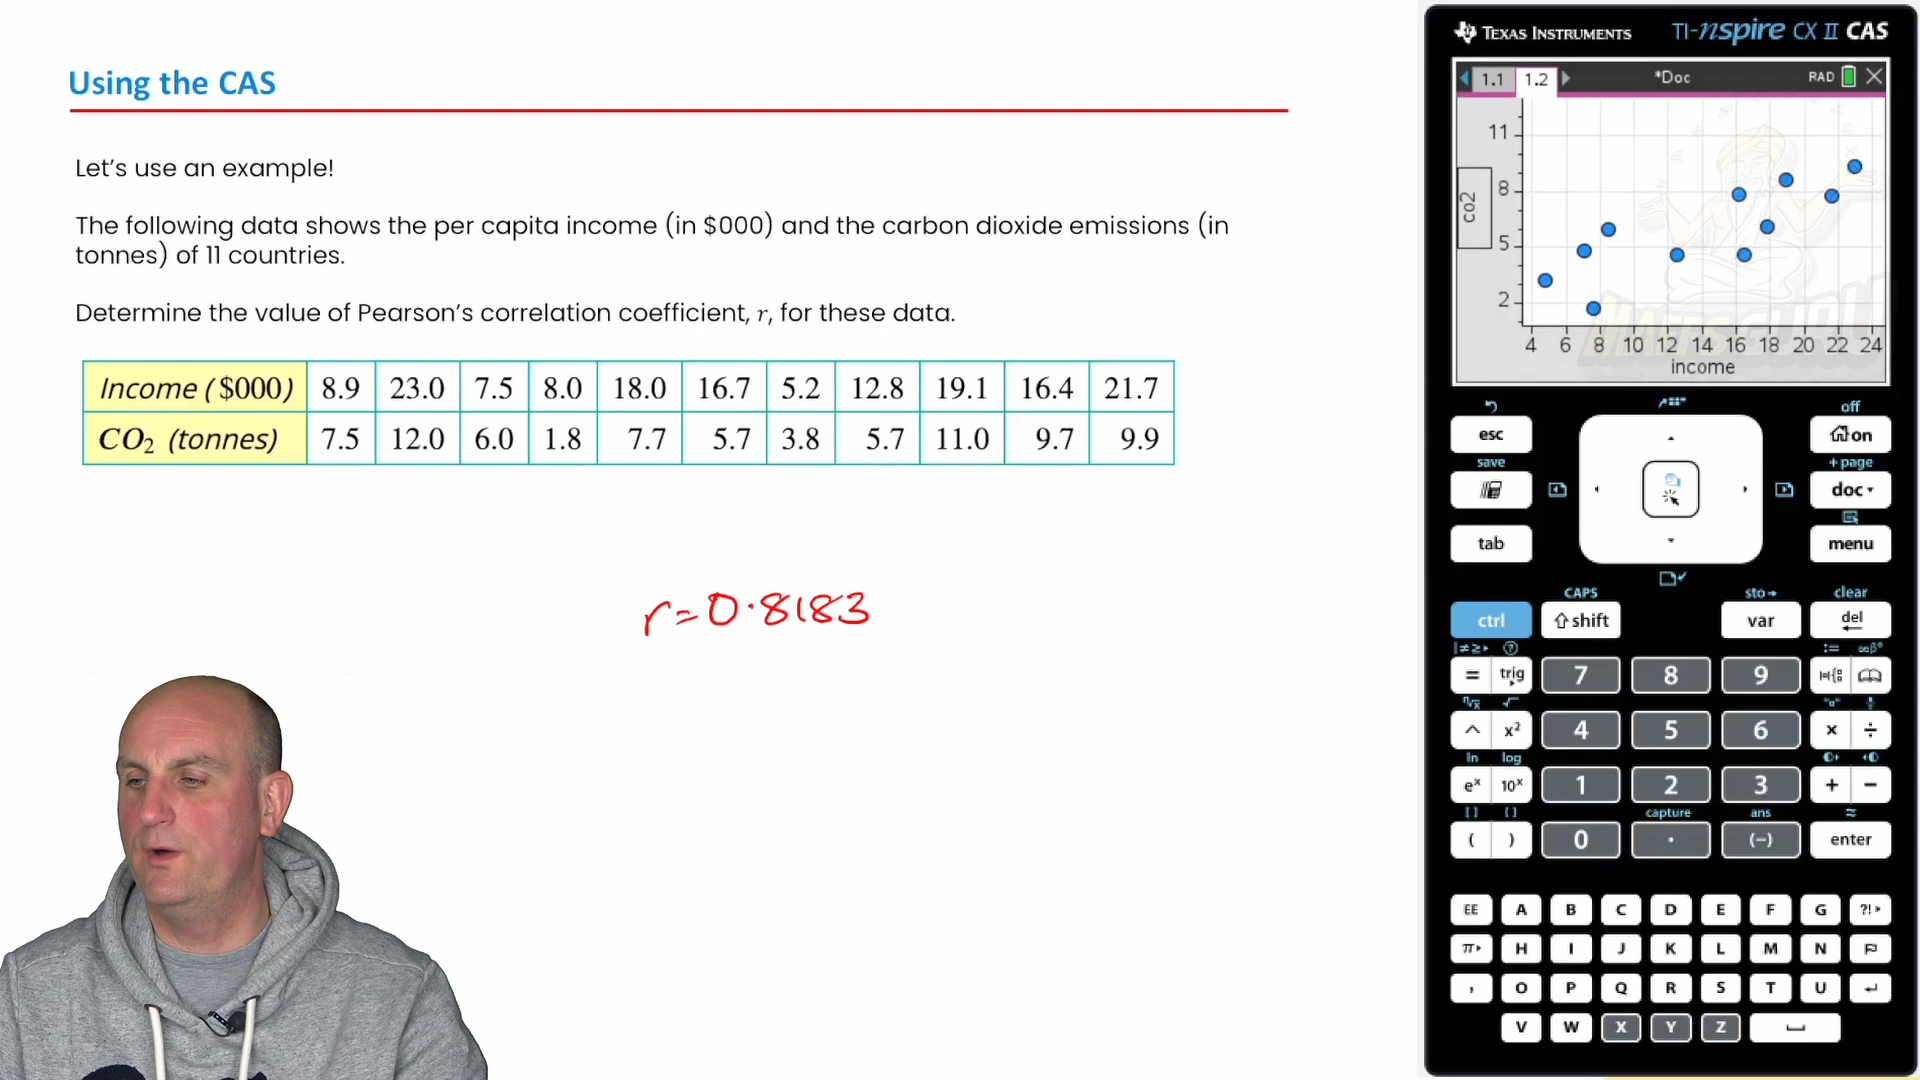 Using the CAS
Let's use an example!
The following data shows the per capita income (in $000) and the carbon dioxide emissions (in
tonnes) of 11 countries.
Determine the value of Pearson's correlation coefficient, r, for these data.
Income ($000) 8.9 23.0 7.5 8.0 18.0 16.7 5.2 12.8 19.1 16.4 21.7
CO₂ (tonnes) 7.5 12.0 6.0 1.8 7.7 5.7 3.8 5.7 11.0 9.7 9.9
r=0.8183
TEXAS INSTRUMENTS TI-nspire CX II CAS
1.1 1.2 *Doc RAD
11
8
5
2
co2
4 6 8 10 12 14 16 18 20 22 24
income
off
esc on
save + page
doc
tab menu
CAPS sto→ clear
ctrl shift var del
|≠≥▸ ? := ∞β°
= trig 7 8 9
ⁿ√x √
^ x² 4 5 6 × ÷
ln log
eˣ 10ˣ 1 2 3 + −
[ ] { } capture ans ≈
( ) 0 . (−) enter
EE A B C D E F G ?!▸
π▸ H I J K L M N
, O P Q R S T U ↵
V W X Y Z